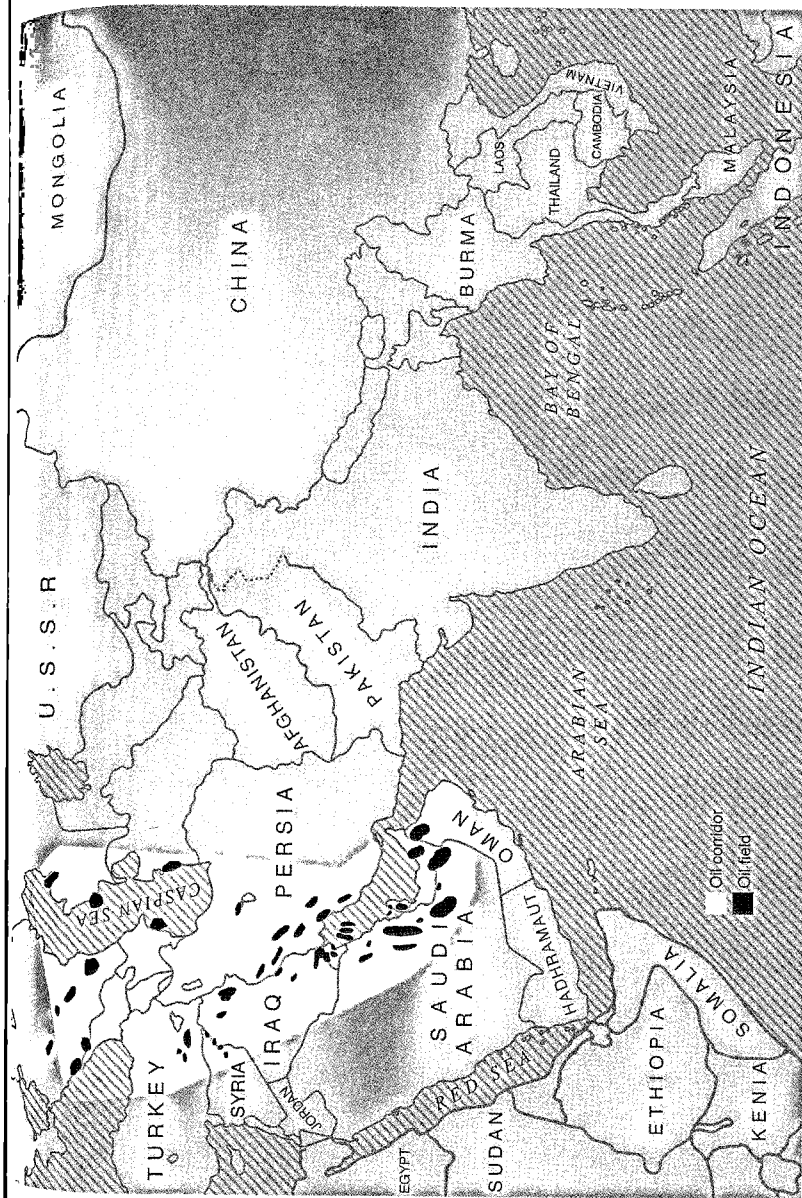 MONGOLIA
U.S.S.R
CHINA
CASPIAN SEA
TURKEY
SYRIA
IRAQ
JORDAN
PERSIA
AFGHANISTAN
PAKISTAN
INDIA
BURMA
LAOS
THAILAND
CAMBODIA
VIETNAM
MALAYSIA
INDONESIA
EGYPT
SUDAN
RED SEA
SAUDI
ARABIA
OMAN
HADHRAMAUT
ETHIOPIA
SOMALIA
KENIA
ARABIAN
SEA
BAY OF
BENGAL
INDIAN OCEAN
Oil corridor
Oil field